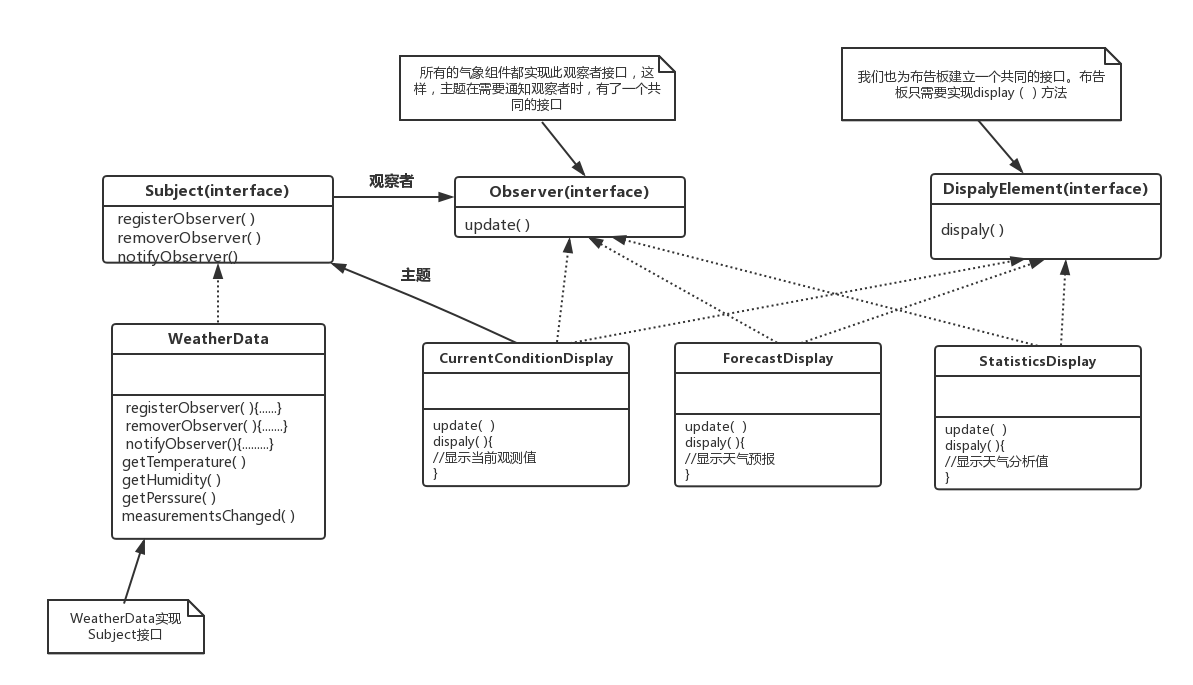 所有的气象组件都实现此观察者接口，这
样，主题在需要通知观察者时，有了一个共
同的接口
我们也为布告板建立一个共同的接口。布告
板只需要实现display（ ）方法
Subject(interface)
registerObserver( )
removerObserver( )
notifyObserver()
观察者
Observer(interface)
update( )
DispalyElement(interface)
dispaly( )
主题
WeatherData
registerObserver( ){......}
removerObserver( ){.......}
notifyObserver(){.........}
getTemperature( )
getHumidity( )
getPerssure( )
measurementsChanged( )
CurrentConditionDisplay
update(  )
dispaly( ){
//显示当前观测值
}
ForecastDisplay
update(  )
dispaly( ){
//显示天气预报
}
StatisticsDisplay
update(  )
dispaly( ){
//显示天气分析值
}
WeatherData实现
Subject接口